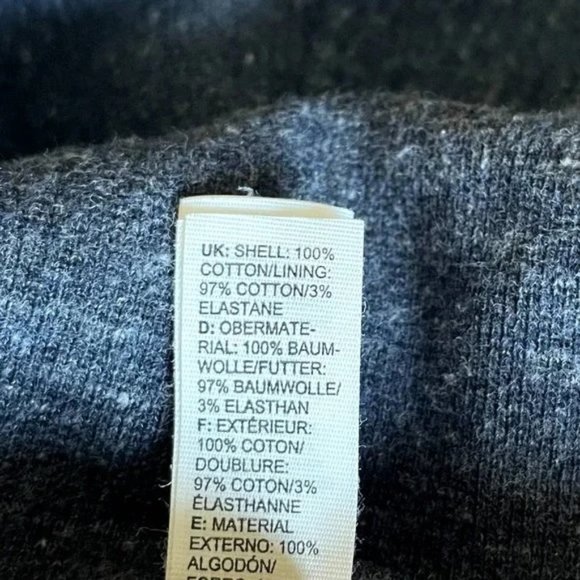 UK: SHELL: 100%
COTTON/LINING:
97% COTTON/3%
ELASTANE
D: OBERMATE-
RIAL: 100% BAUM-
WOLLE/FUTTER:
97% BAUMWOLLE/
3% ELASTHAN
F: EXTÉRIEUR:
100% COTON/
DOUBLURE:
97% COTON/3%
ÉLASTHANNE
E: MATERIAL
EXTERNO: 100%
ALGODÓN/